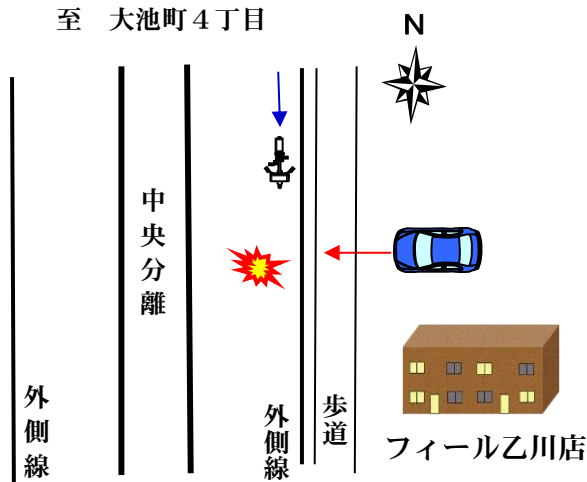 至　大池町４丁目
N
中央分離
外側線
外側線
歩道
フィール乙川店